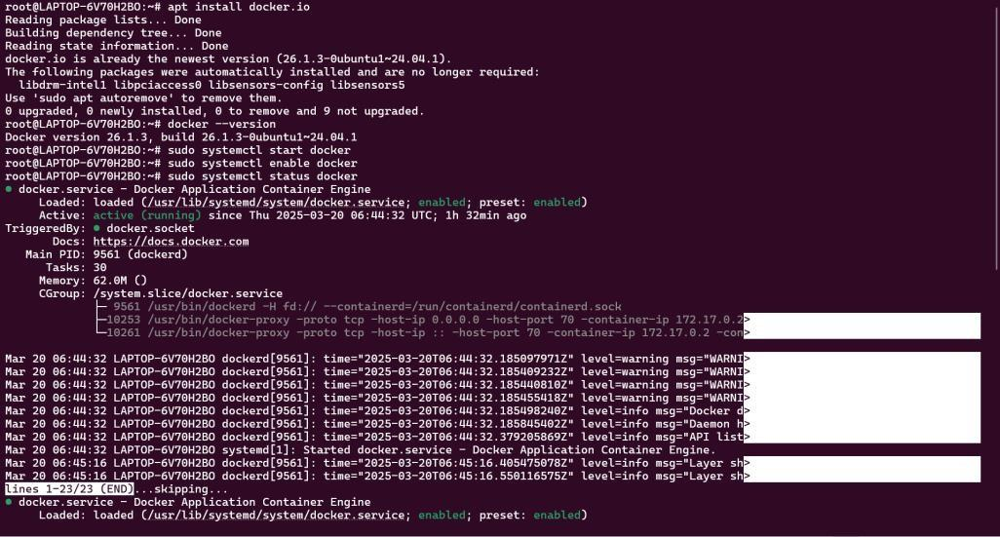 root@LAPTOP-6V70H2BO:~# apt install docker.io
Reading package lists... Done
Building dependency tree... Done
Reading state information... Done
docker.io is already the newest version (26.1.3-0ubuntu1~24.04.1).
The following packages were automatically installed and are no longer required:
  libdrm-intel1 libpciaccess0 libsensors-config libsensors5
Use 'sudo apt autoremove' to remove them.
0 upgraded, 0 newly installed, 0 to remove and 9 not upgraded.
root@LAPTOP-6V70H2BO:~# docker --version
Docker version 26.1.3, build 26.1.3-0ubuntu1~24.04.1
root@LAPTOP-6V70H2BO:~# sudo systemctl start docker
root@LAPTOP-6V70H2BO:~# sudo systemctl enable docker
root@LAPTOP-6V70H2BO:~# sudo systemctl status docker
● docker.service - Docker Application Container Engine
     Loaded: loaded (/usr/lib/systemd/system/docker.service; enabled; preset: enabled)
     Active: active (running) since Thu 2025-03-20 06:44:32 UTC; 1h 32min ago
TriggeredBy: ● docker.socket
       Docs: https://docs.docker.com
   Main PID: 9561 (dockerd)
      Tasks: 30
     Memory: 62.0M ()
     CGroup: /system.slice/docker.service
             ├─ 9561 /usr/bin/dockerd -H fd:// --containerd=/run/containerd/containerd.sock
             ├─10253 /usr/bin/docker-proxy -proto tcp -host-ip 0.0.0.0 -host-port 70 -container-ip 172.17.0.2>
             └─10261 /usr/bin/docker-proxy -proto tcp -host-ip :: -host-port 70 -container-ip 172.17.0.2 -con>
Mar 20 06:44:32 LAPTOP-6V70H2BO dockerd[9561]: time="2025-03-20T06:44:32.185097971Z" level=warning msg="WARNI>
Mar 20 06:44:32 LAPTOP-6V70H2BO dockerd[9561]: time="2025-03-20T06:44:32.185409232Z" level=warning msg="WARNI>
Mar 20 06:44:32 LAPTOP-6V70H2BO dockerd[9561]: time="2025-03-20T06:44:32.185440810Z" level=warning msg="WARNI>
Mar 20 06:44:32 LAPTOP-6V70H2BO dockerd[9561]: time="2025-03-20T06:44:32.185455418Z" level=warning msg="WARNI>
Mar 20 06:44:32 LAPTOP-6V70H2BO dockerd[9561]: time="2025-03-20T06:44:32.185498240Z" level=info msg="Docker d>
Mar 20 06:44:32 LAPTOP-6V70H2BO dockerd[9561]: time="2025-03-20T06:44:32.185845402Z" level=info msg="Daemon h>
Mar 20 06:44:32 LAPTOP-6V70H2BO dockerd[9561]: time="2025-03-20T06:44:32.379205869Z" level=info msg="API list>
Mar 20 06:44:32 LAPTOP-6V70H2BO systemd[1]: Started docker.service - Docker Application Container Engine.
Mar 20 06:45:16 LAPTOP-6V70H2BO dockerd[9561]: time="2025-03-20T06:45:16.405475078Z" level=info msg="Layer sh>
Mar 20 06:45:16 LAPTOP-6V70H2BO dockerd[9561]: time="2025-03-20T06:45:16.550116575Z" level=info msg="Layer sh>
lines 1-23/23 (END)...skipping...
● docker.service - Docker Application Container Engine
     Loaded: loaded (/usr/lib/systemd/system/docker.service; enabled; preset: enabled)